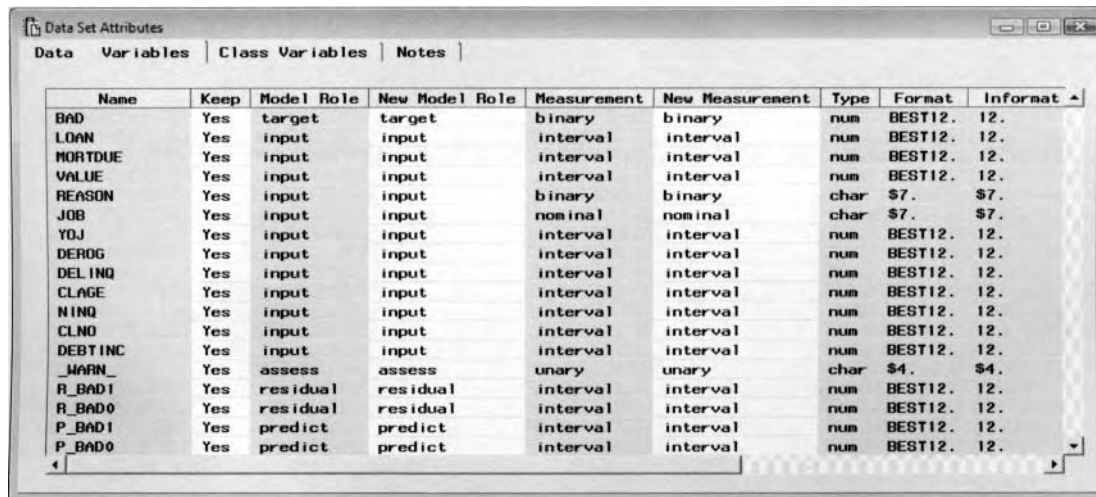 Data Set Attributes
Data Variables Class Variables Notes
Name Keep Model Role New Model Role Measurement New Measurement Type Format Informat
BAD Yes target target binary binary num BEST12. 12.
LOAN Yes input input interval interval num BEST12. 12.
MORTDUE Yes input input interval interval num BEST12. 12.
VALUE Yes input input interval interval num BEST12. 12.
REASON Yes input input binary binary char $7. $7.
JOB Yes input input nominal nominal char $7. $7.
YOJ Yes input input interval interval num BEST12. 12.
DEROG Yes input input interval interval num BEST12. 12.
DELINQ Yes input input interval interval num BEST12. 12.
CLAGE Yes input input interval interval num BEST12. 12.
NINQ Yes input input interval interval num BEST12. 12.
CLNO Yes input input interval interval num BEST12. 12.
DEBTINC Yes input input interval interval num BEST12. 12.
_WARN_ Yes assess assess unary unary char $4. $4.
R_BAD1 Yes residual residual interval interval num BEST12. 12.
R_BAD0 Yes residual residual interval interval num BEST12. 12.
P_BAD1 Yes predict predict interval interval num BEST12. 12.
P_BAD0 Yes predict predict interval interval num BEST12. 12.